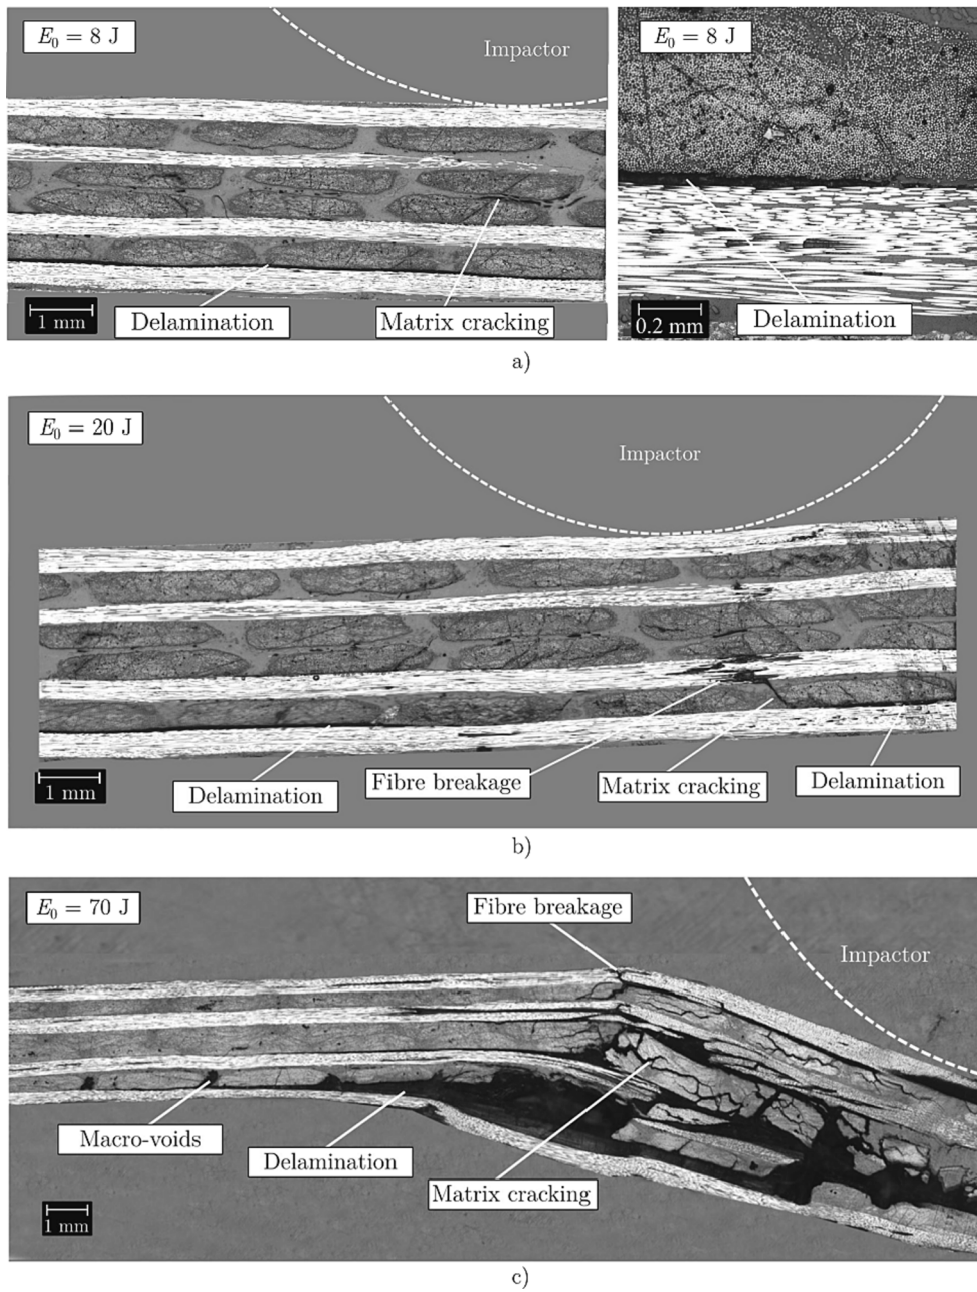 E₀ = 8 J
Impactor
1 mm
Delamination
Matrix cracking
E₀ = 8 J
0.2 mm
Delamination
a)
E₀ = 20 J
Impactor
1 mm
Delamination
Fibre breakage
Matrix cracking
Delamination
b)
E₀ = 70 J
Fibre breakage
Impactor
Macro-voids
Delamination
Matrix cracking
1 mm
c)